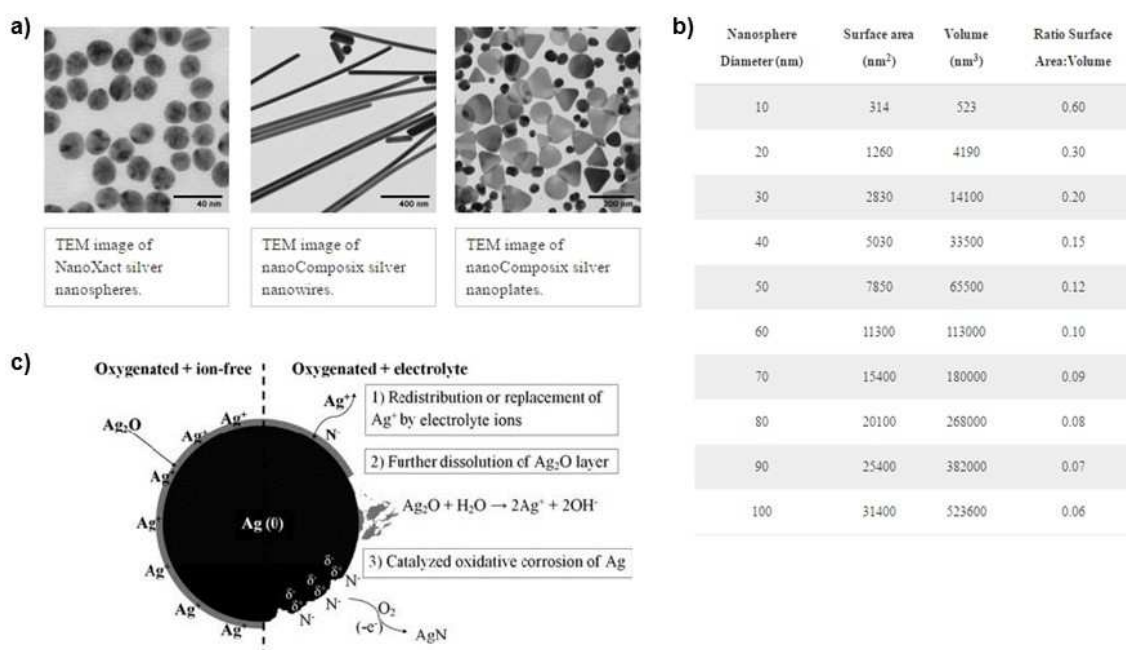 a)
40 nm
400 nm
200 nm
TEM image of
NanoXact silver
nanospheres.
TEM image of
nanoComposix silver
nanowires.
TEM image of
nanoComposix silver
nanoplates.
b)
Nanosphere Diameter (nm) Surface area (nm²) Volume (nm³) Ratio Surface Area:Volume
10 314 523 0.60
20 1260 4190 0.30
30 2830 14100 0.20
40 5030 33500 0.15
50 7850 65500 0.12
60 11300 113000 0.10
70 15400 180000 0.09
80 20100 268000 0.08
90 25400 382000 0.07
100 31400 523600 0.06
c)
Oxygenated + ion-free
Oxygenated + electrolyte
Ag₂O
Ag⁺
Ag⁺
Ag⁺
Ag⁺
Ag⁺
Ag⁺
Ag⁺
Ag⁺
Ag (0)
Ag⁺
N⁻
1) Redistribution or replacement of
Ag⁺ by electrolyte ions
2) Further dissolution of Ag₂O layer
Ag₂O + H₂O → 2Ag⁺ + 2OH⁻
3) Catalyzed oxidative corrosion of Ag
δ⁻ δ⁻ δ⁻ δ⁻
δ⁺ δ⁺ δ⁺ δ⁺
N⁻ N⁻ N⁻ N⁻
O₂
(-e⁻)
AgN